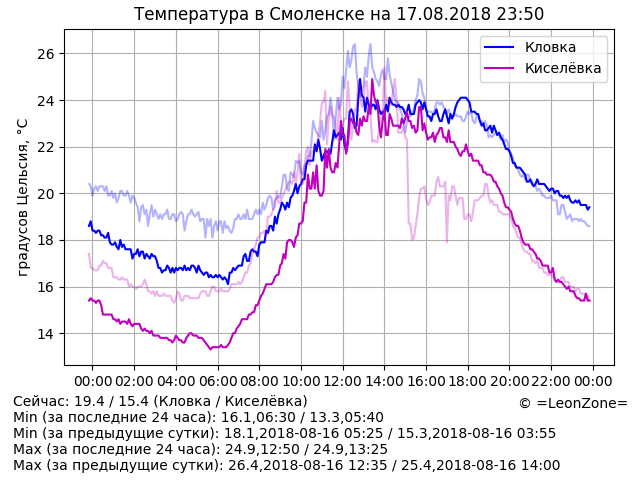 Температура в Смоленске на 17.08.2018 23:50
Кловка
Киселёвка
градусов Цельсия, °C
26
24
22
20
18
16
14
00:00 02:00 04:00 06:00 08:00 10:00 12:00 14:00 16:00 18:00 20:00 22:00 00:00
Сейчас: 19.4 / 15.4 (Кловка / Киселёвка)
© =LeonZone=
Min (за последние 24 часа): 16.1,06:30 / 13.3,05:40
Min (за предыдущие сутки): 18.1,2018-08-16 05:25 / 15.3,2018-08-16 03:55
Max (за последние 24 часа): 24.9,12:50 / 24.9,13:25
Max (за предыдущие сутки): 26.4,2018-08-16 12:35 / 25.4,2018-08-16 14:00